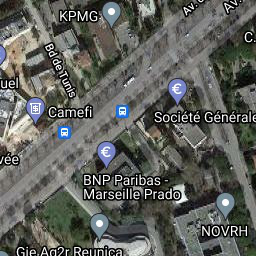 KPMG
Av.
Bd de Tunis
C.
uel
Camefi
Société Générale
vée
BNP Paribas -
Marseille Prado
NOVRH
Gie Ag2r Reunica